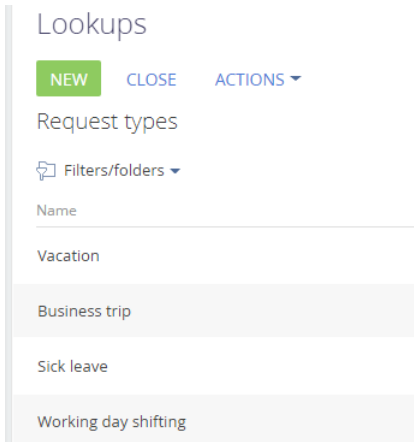 Lookups
NEW CLOSE ACTIONS
Request types
Filters/folders
Name
Vacation
Business trip
Sick leave
Working day shifting